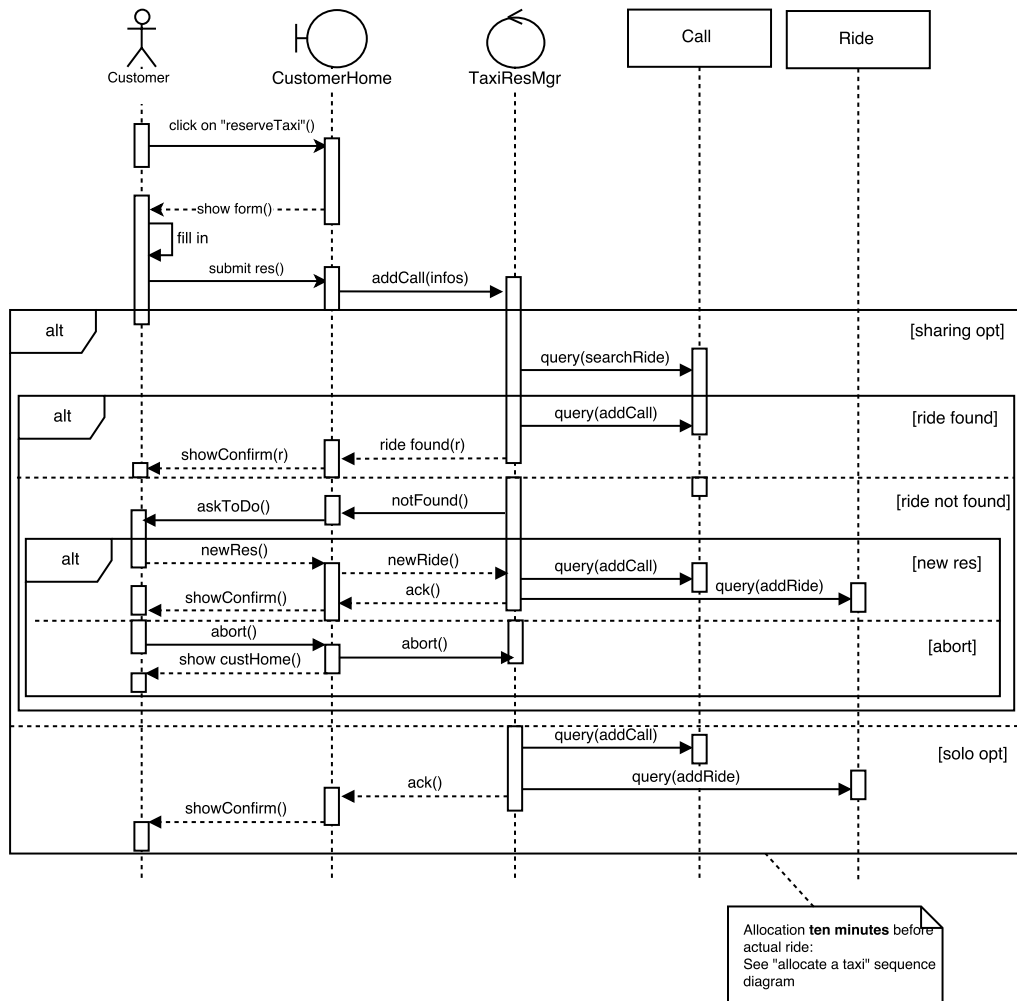 Call
Ride
Customer
CustomerHome
TaxiResMgr
click on "reserveTaxi"()
show form()
fill in
submit res()
addCall(infos)
alt
[sharing opt]
query(searchRide)
alt
query(addCall)
[ride found]
ride found(r)
showConfirm(r)
notFound()
[ride not found]
askToDo()
alt
newRes()
newRide()
query(addCall)
[new res]
query(addRide)
ack()
showConfirm()
abort()
abort()
[abort]
show custHome()
query(addCall)
[solo opt]
query(addRide)
ack()
showConfirm()
Allocation ten minutes before
actual ride:
See "allocate a taxi" sequence
diagram